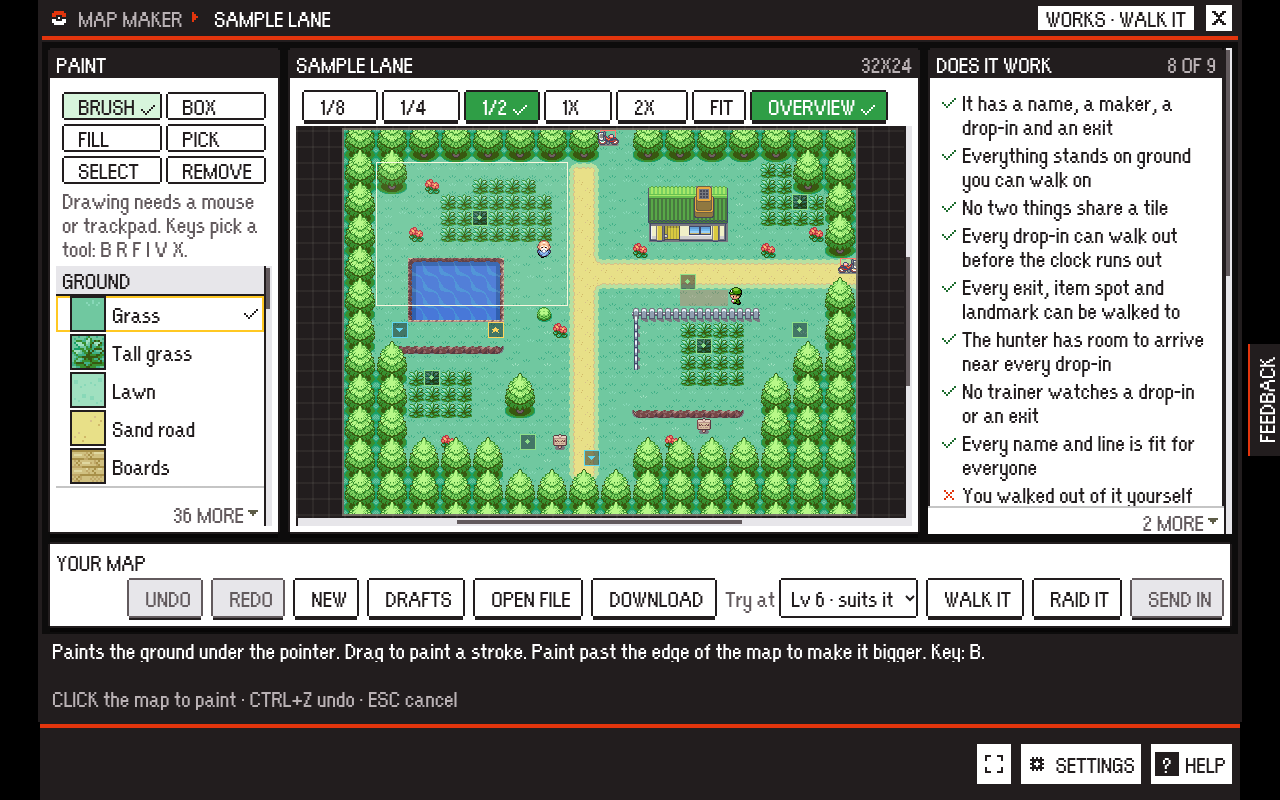 MAP MAKER SAMPLE LANE
WORKS · WALK IT X
PAINT
BRUSH
BOX
FILL
PICK
SELECT
REMOVE
Drawing needs a mouse
or trackpad. Keys pick a
tool: B R F I V X.
GROUND
Grass
Tall grass
Lawn
Sand road
Boards
36 MORE
SAMPLE LANE
32X24
1/8
1/4
1/2
1X
2X
FIT
OVERVIEW
DOES IT WORK
8 OF 9
It has a name, a maker, a
drop-in and an exit
Everything stands on ground
you can walk on
No two things share a tile
Every drop-in can walk out
before the clock runs out
Every exit, item spot and
landmark can be walked to
The hunter has room to arrive
near every drop-in
No trainer watches a drop-in
or an exit
Every name and line is fit for
everyone
You walked out of it yourself
2 MORE
FEEDBACK
YOUR MAP
UNDO
REDO
NEW
DRAFTS
OPEN FILE
DOWNLOAD
Try at
Lv 6 · suits it
WALK IT
RAID IT
SEND IN
Paints the ground under the pointer. Drag to paint a stroke. Paint past the edge of the map to make it bigger. Key: B.
CLICK the map to paint · CTRL+Z undo · ESC cancel
SETTINGS
? HELP